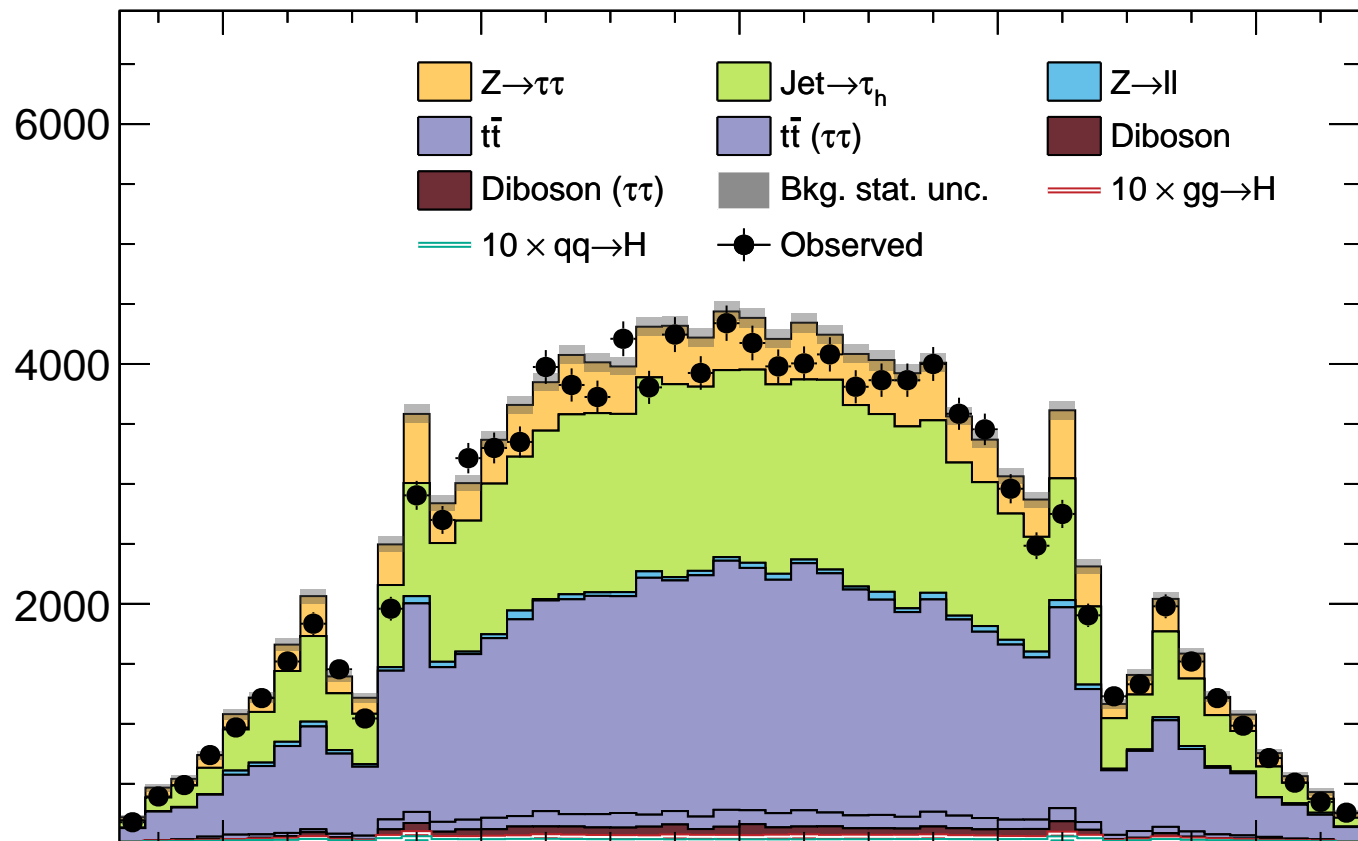 6000
4000
2000
Z→ττ Jet→τ_h Z→ll
tt̄ tt̄ (ττ) Diboson
Diboson (ττ) Bkg. stat. unc. 10 × gg→H
10 × qq→H Observed